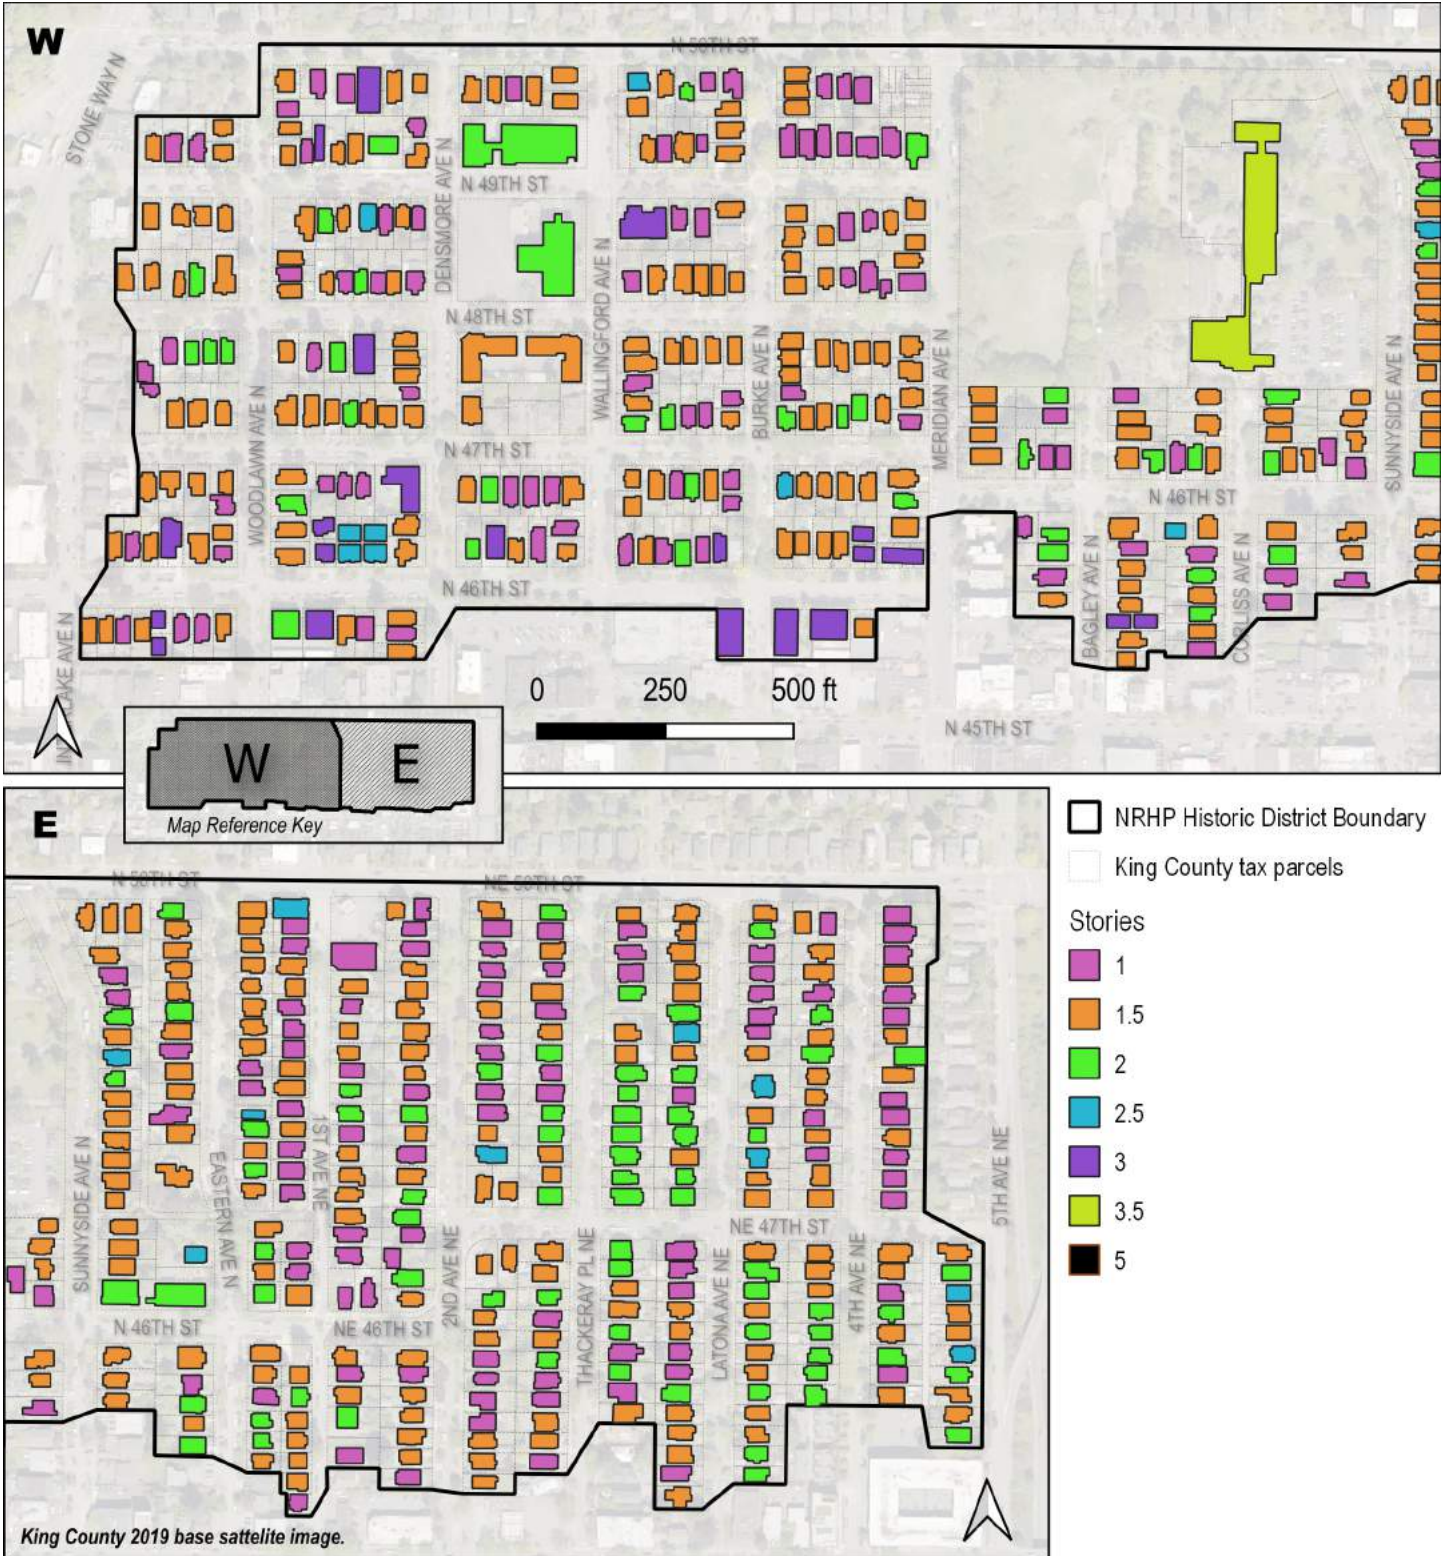 W
N 50TH ST
STONE WAY N
DENSMORE AVE N
N 49TH ST
WALLINGFORD AVE N
N 48TH ST
BURKE AVE N
MERIDIAN AVE N
SUNNYSIDE AVE N
WOODLAWN AVE N
N 47TH ST
N 46TH ST
N 46TH ST
BAGLEY AVE N
CORLISS AVE N
0 250 500 ft
N 45TH ST
W E
Map Reference Key
E
N 50TH ST
NE 50TH ST
SUNNYSIDE AVE N
EASTERN AVE N
1ST AVE NE
2ND AVE NE
THACKERAY PL NE
LATONA AVE NE
NE 47TH ST
4TH AVE NE
5TH AVE NE
N 46TH ST
NE 46TH ST
King County 2019 base sattelite image.
NRHP Historic District Boundary
King County tax parcels
Stories
1
1.5
2
2.5
3
3.5
5